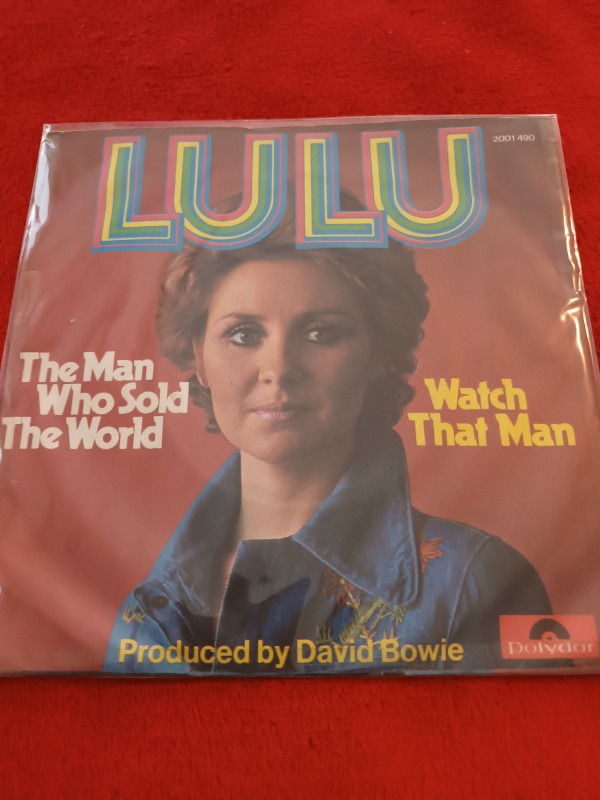 LULU
2001 490
The Man
Who Sold
The World
Watch
That Man
Produced by David Bowie
Polydor